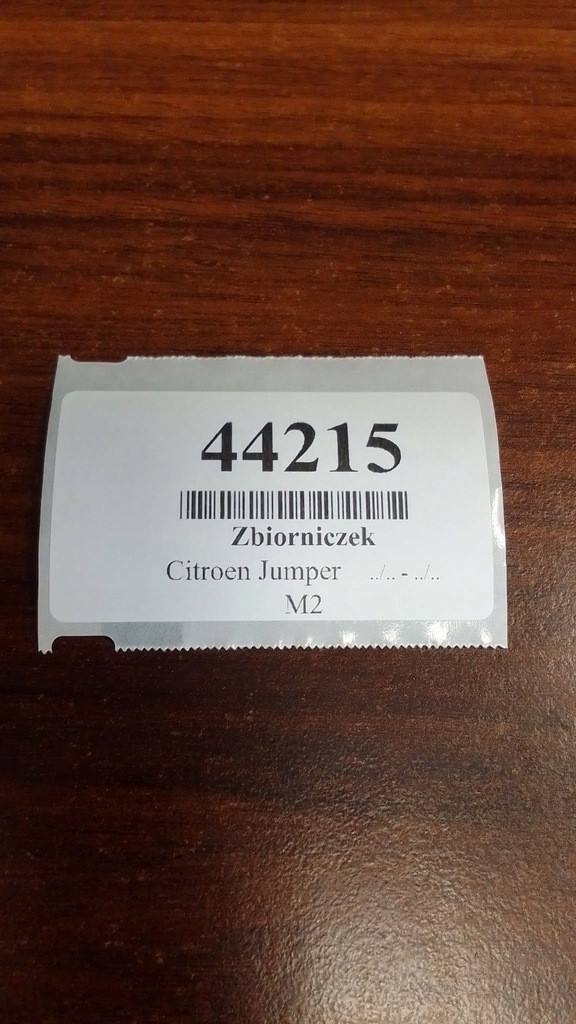 44215
Zbiorniczek
Citroen Jumper ../.. - ../..
M2